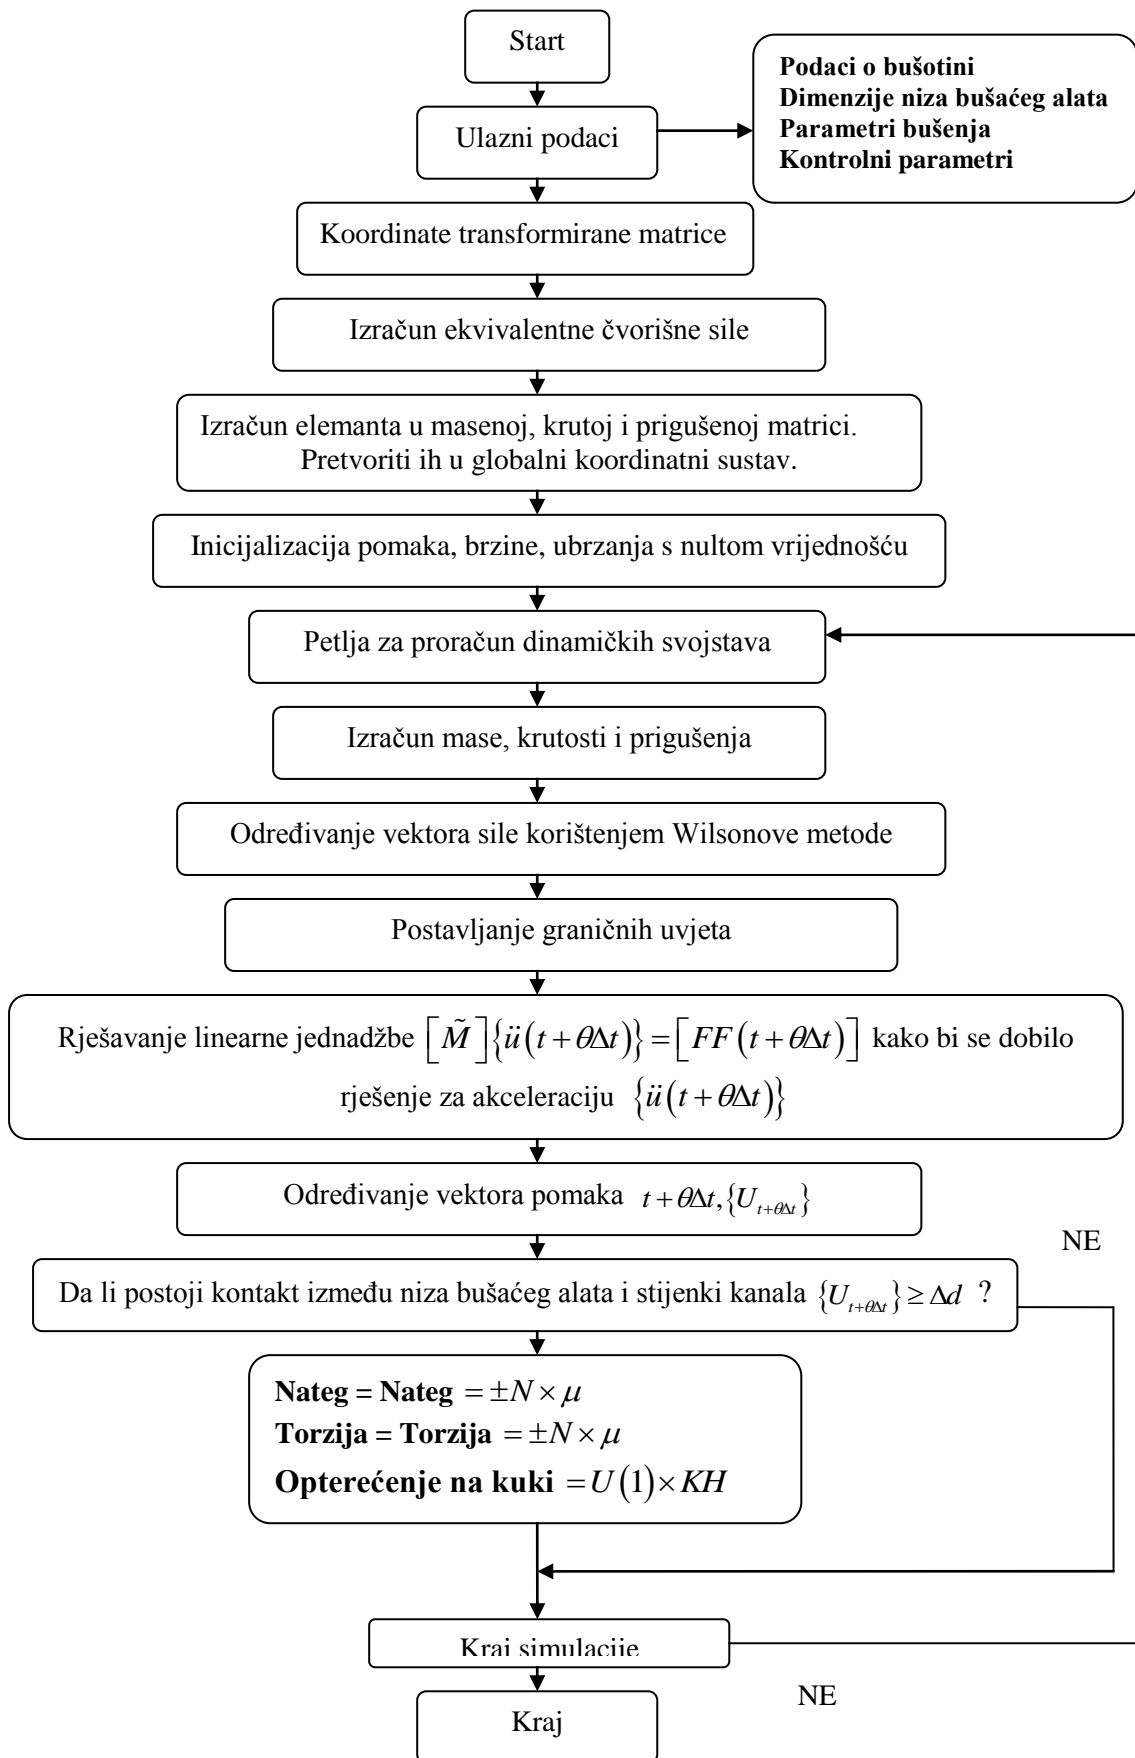 Start
Podaci o bušotini
Dimenzije niza bušaćeg alata
Parametri bušenja
Kontrolni parametri
Ulazni podaci
Koordinate transformirane matrice
Izračun ekvivalentne čvorišne sile
Izračun elemanta u masenoj, krutoj i prigušenoj matrici.
Pretvoriti ih u globalni koordinatni sustav.
Inicijalizacija pomaka, brzine, ubrzanja s nultom vrijednošću
Petlja za proračun dinamičkih svojstava
Izračun mase, krutosti i prigušenja
Određivanje vektora sile korištenjem Wilsonove metode
Postavljanje graničnih uvjeta
Rješavanje linearne jednadžbe [M̃]{ü(t + θΔt)} = [FF(t + θΔt)] kako bi se dobilo
rješenje za akceleraciju {ü(t + θΔt)}
Određivanje vektora pomaka t + θΔt, {U_{t+θΔt}}
NE
Da li postoji kontakt između niza bušaćeg alata i stijenki kanala {U_{t+θΔt}} ≥ Δd ?
Nateg = Nateg = ±N × μ
Torzija = Torzija = ±N × μ
Opterećenje na kuki = U(1) × KH
Kraj simulacije
NE
Kraj